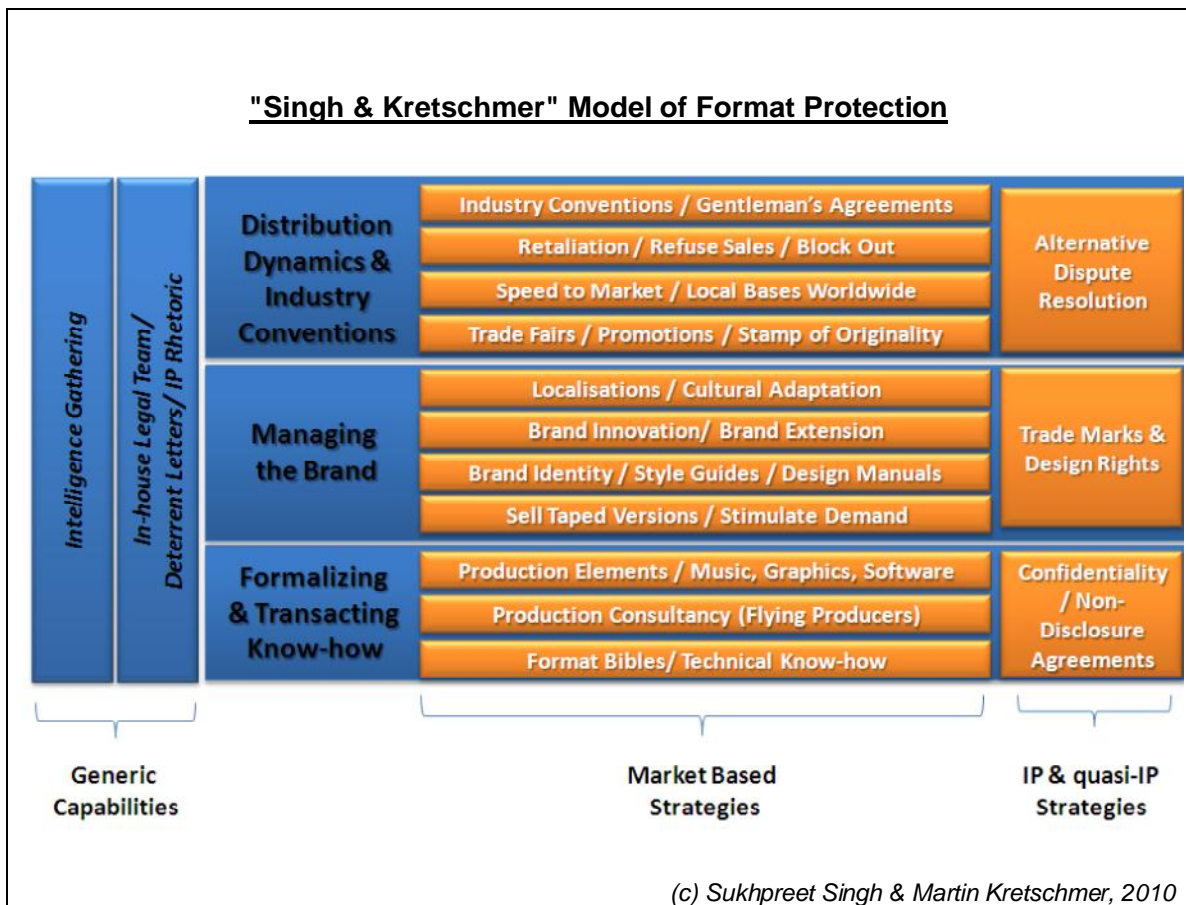 "Singh & Kretschmer" Model of Format Protection
Intelligence Gathering
In-house Legal Team/
Deterrent Letters/ IP Rhetoric
Distribution
Dynamics &
Industry
Conventions
Industry Conventions / Gentleman's Agreements
Retaliation / Refuse Sales / Block Out
Speed to Market / Local Bases Worldwide
Trade Fairs / Promotions / Stamp of Originality
Alternative
Dispute
Resolution
Managing
the Brand
Localisations / Cultural Adaptation
Brand Innovation/ Brand Extension
Brand Identity / Style Guides / Design Manuals
Sell Taped Versions / Stimulate Demand
Trade Marks &
Design Rights
Formalizing
& Transacting
Know-how
Production Elements / Music, Graphics, Software
Production Consultancy (Flying Producers)
Format Bibles/ Technical Know-how
Confidentiality
/ Non-
Disclosure
Agreements
Generic
Capabilities
Market Based
Strategies
IP & quasi-IP
Strategies
(c) Sukhpreet Singh & Martin Kretschmer, 2010